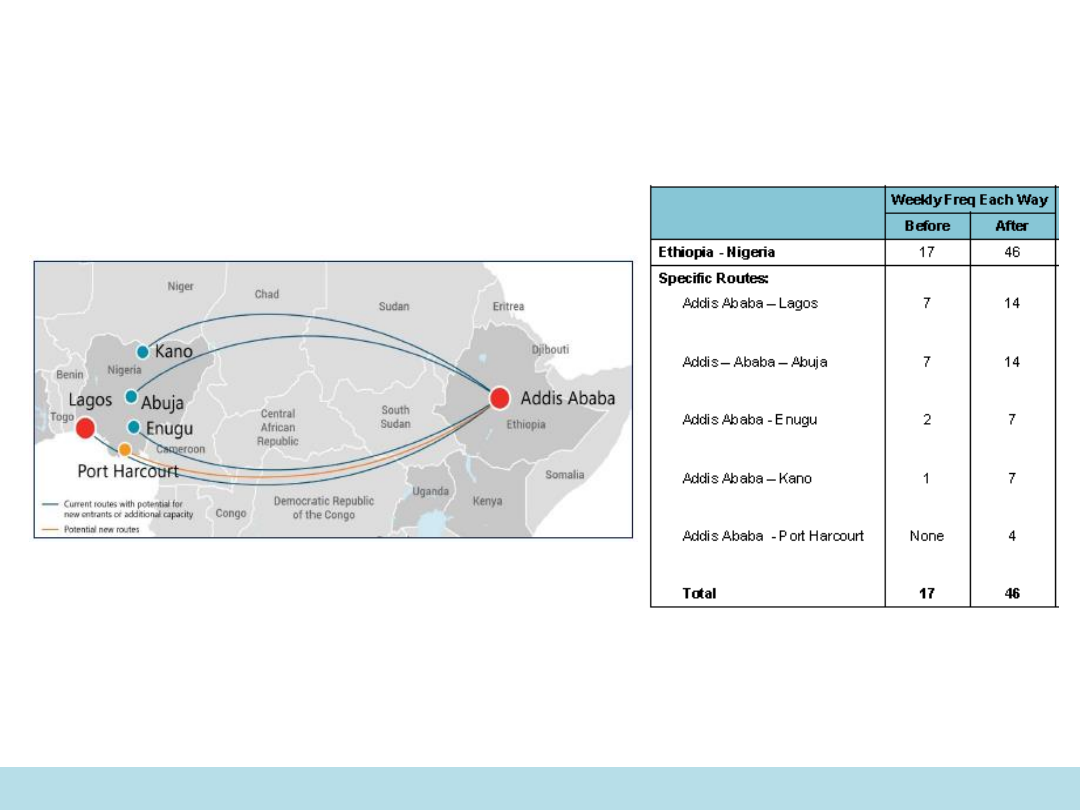 Niger
Chad
Sudan
Eritrea
Kano
Djibouti
Benin
Nigeria
Lagos
Abuja
Addis Ababa
Togo
Enugu
Central
African
Republic
South
Sudan
Ethiopia
Cameroon
Port Harcourt
Somalia
Uganda
Kenya
Democratic Republic
of the Congo
Congo
Current routes with potential for
new entrants or additional capacity
Potential new routes
Weekly Freq Each Way
Before After
Ethiopia - Nigeria 17 46
Specific Routes:
Addis Ababa – Lagos 7 14
Addis – Ababa – Abuja 7 14
Addis Ababa - Enugu 2 7
Addis Ababa – Kano 1 7
Addis Ababa - Port Harcourt None 4
Total 17 46